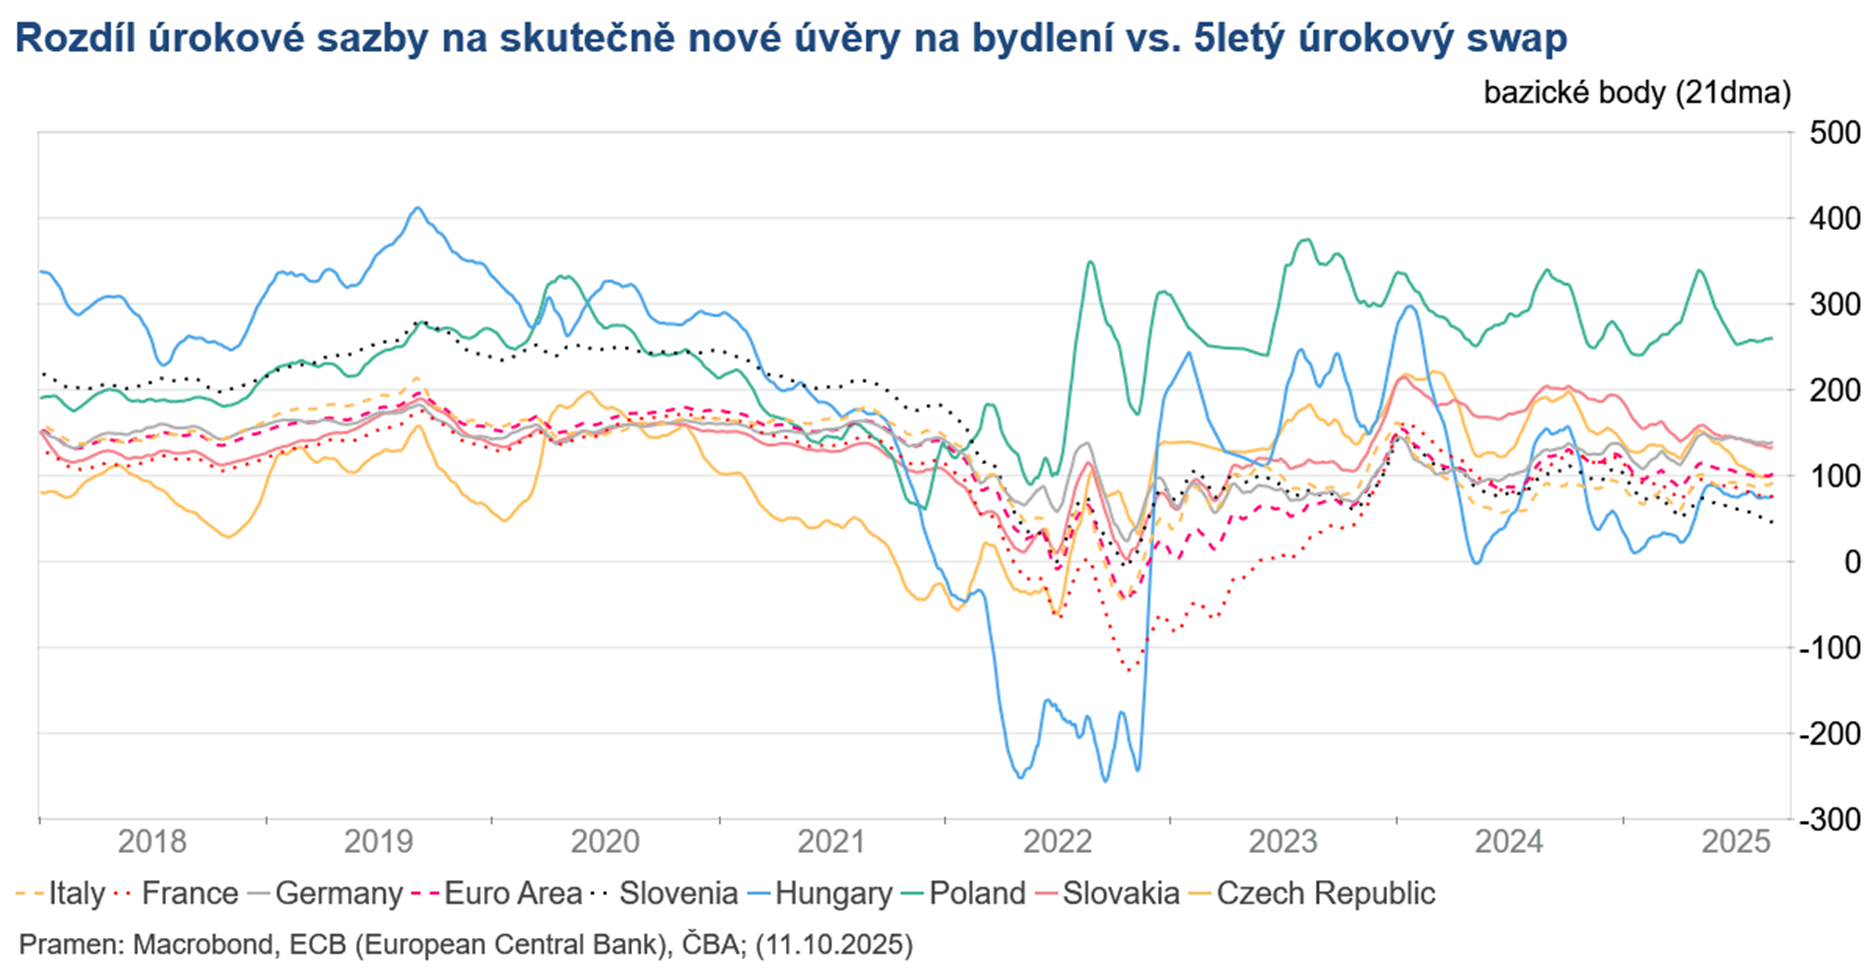 Rozdíl úrokové sazby na skutečně nové úvěry na bydlení vs. 5letý úrokový swap
bazické body (21dma)
500
400
300
200
100
0
-100
-200
-300
2018 2019 2020 2021 2022 2023 2024 2025
Italy France Germany Euro Area Slovenia Hungary Poland Slovakia Czech Republic
Pramen: Macrobond, ECB (European Central Bank), ČBA; (11.10.2025)